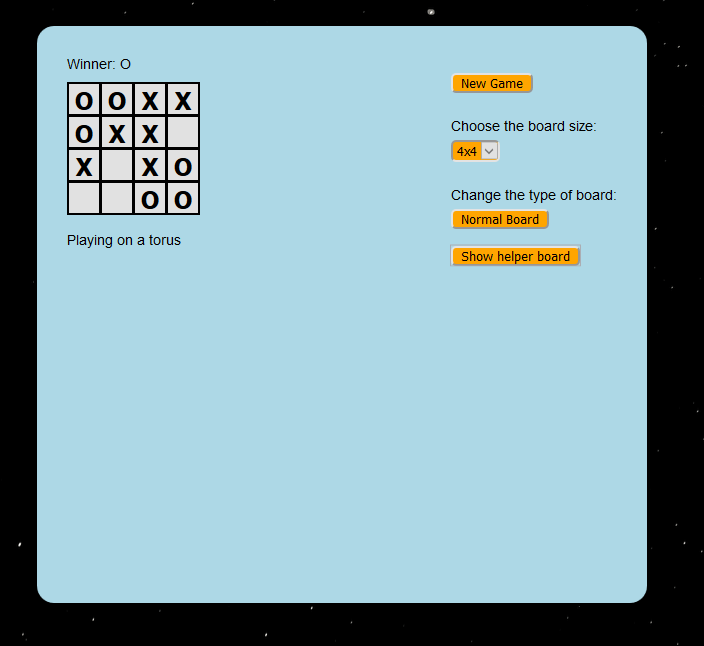 Winner: O
O O X X
O X X
X X O
O O
Playing on a torus
New Game
Choose the board size:
4x4
Change the type of board:
Normal Board
Show helper board